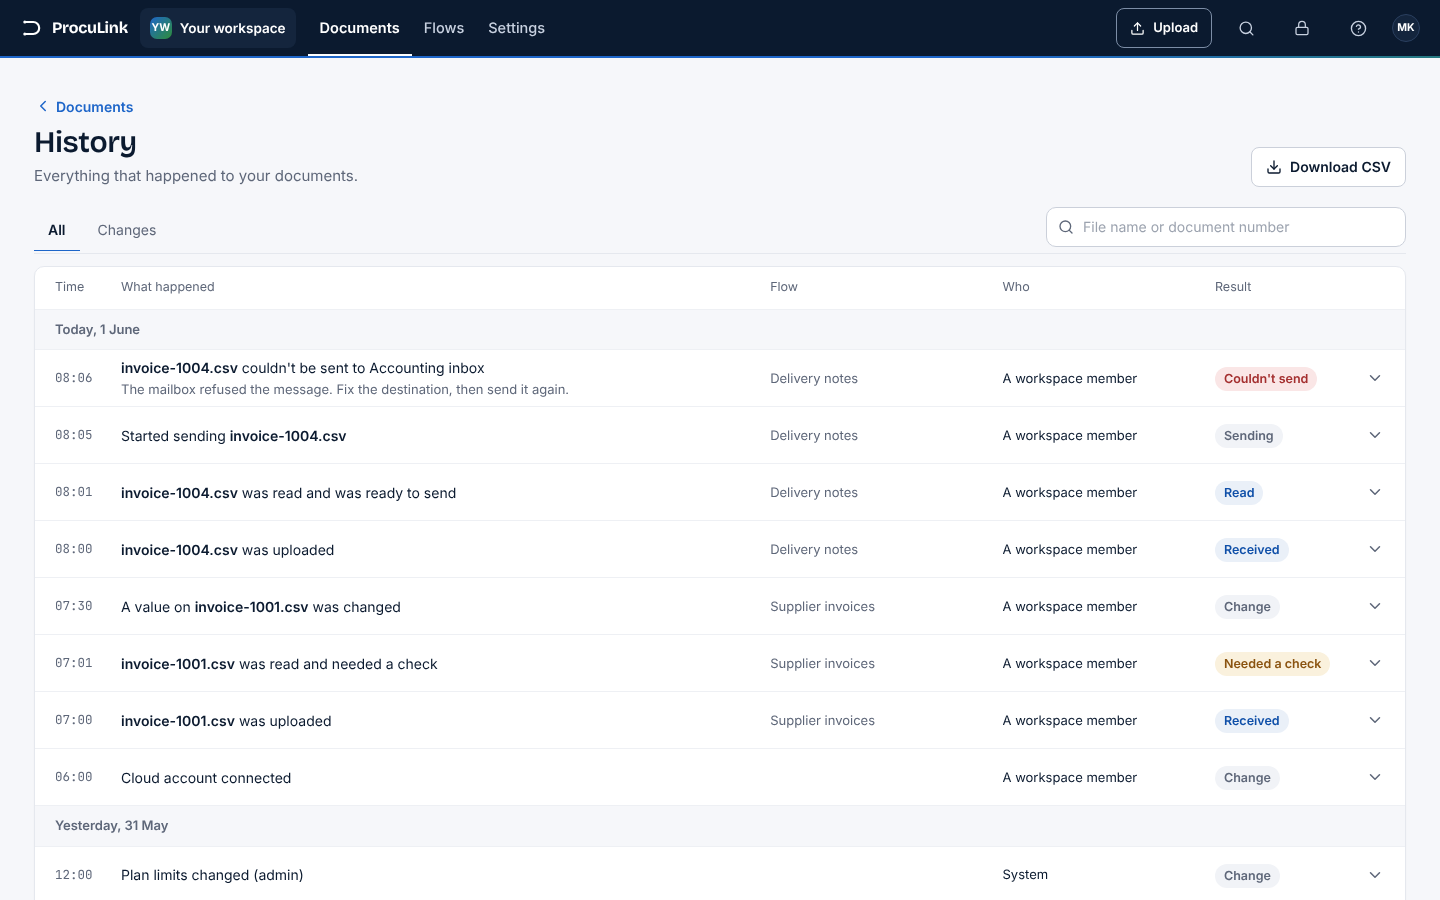 ProcuLink
YW Your workspace
Documents
Flows
Settings
Upload
MK
Documents
History
Everything that happened to your documents.
Download CSV
All
Changes
File name or document number
Time What happened Flow Who Result
Today, 1 June
08:06 invoice-1004.csv couldn't be sent to Accounting inbox Delivery notes A workspace member Couldn't send
The mailbox refused the message. Fix the destination, then send it again.
08:05 Started sending invoice-1004.csv Delivery notes A workspace member Sending
08:01 invoice-1004.csv was read and was ready to send Delivery notes A workspace member Read
08:00 invoice-1004.csv was uploaded Delivery notes A workspace member Received
07:30 A value on invoice-1001.csv was changed Supplier invoices A workspace member Change
07:01 invoice-1001.csv was read and needed a check Supplier invoices A workspace member Needed a check
07:00 invoice-1001.csv was uploaded Supplier invoices A workspace member Received
06:00 Cloud account connected A workspace member Change
Yesterday, 31 May
12:00 Plan limits changed (admin) System Change